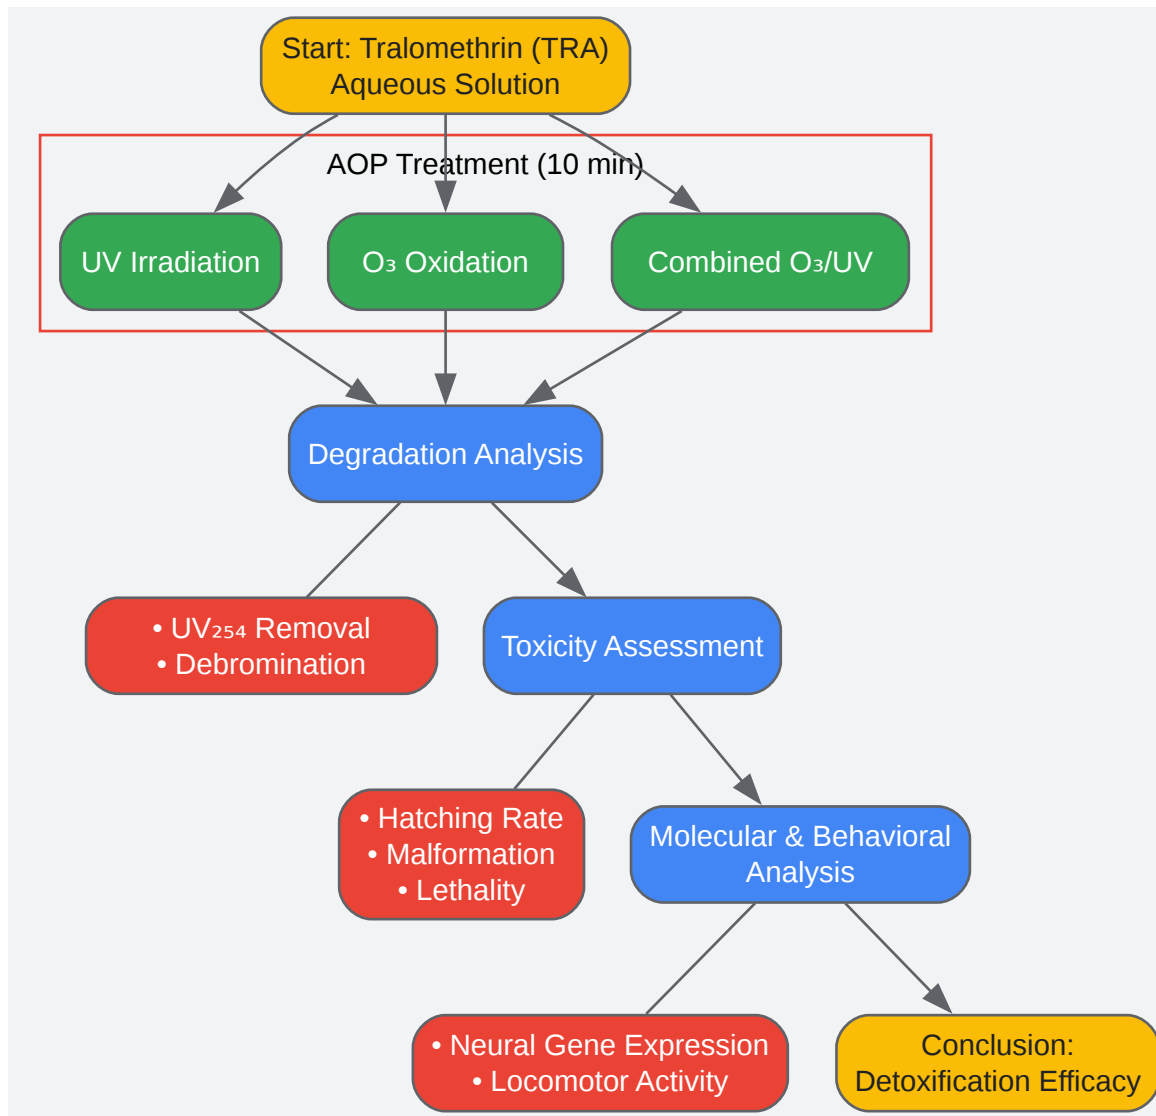 Start: Tralomethrin (TRA)
Aqueous Solution
AOP Treatment (10 min)
UV Irradiation
O₃ Oxidation
Combined O₃/UV
Degradation Analysis
• UV₂₅₄ Removal
• Debromination
Toxicity Assessment
• Hatching Rate
• Malformation
• Lethality
Molecular & Behavioral
Analysis
• Neural Gene Expression
• Locomotor Activity
Conclusion:
Detoxification Efficacy